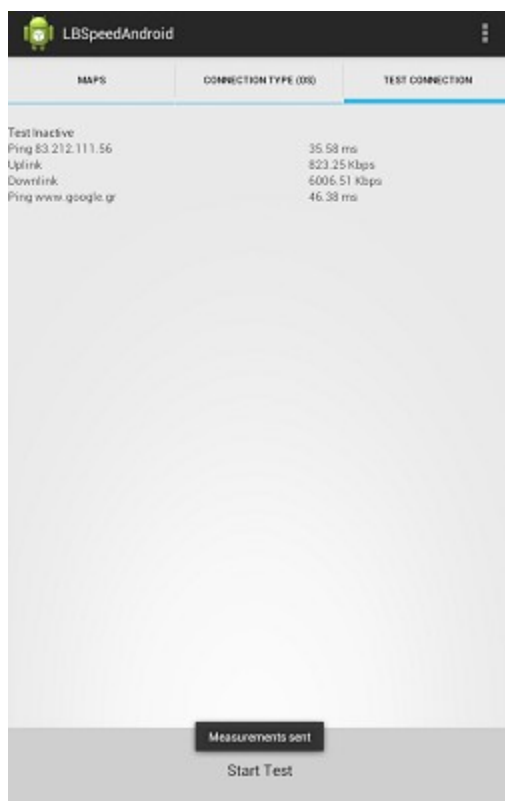 LBSpeedAndroid
MAPS CONNECTION TYPE (OS) TEST CONNECTION
Test Inactive
Ping 83.212.111.56 35.58 ms
Uplink 823.25 Kbps
Downlink 6006.51 Kbps
Ping www.google.gr 46.38 ms
Measurements sent
Start Test